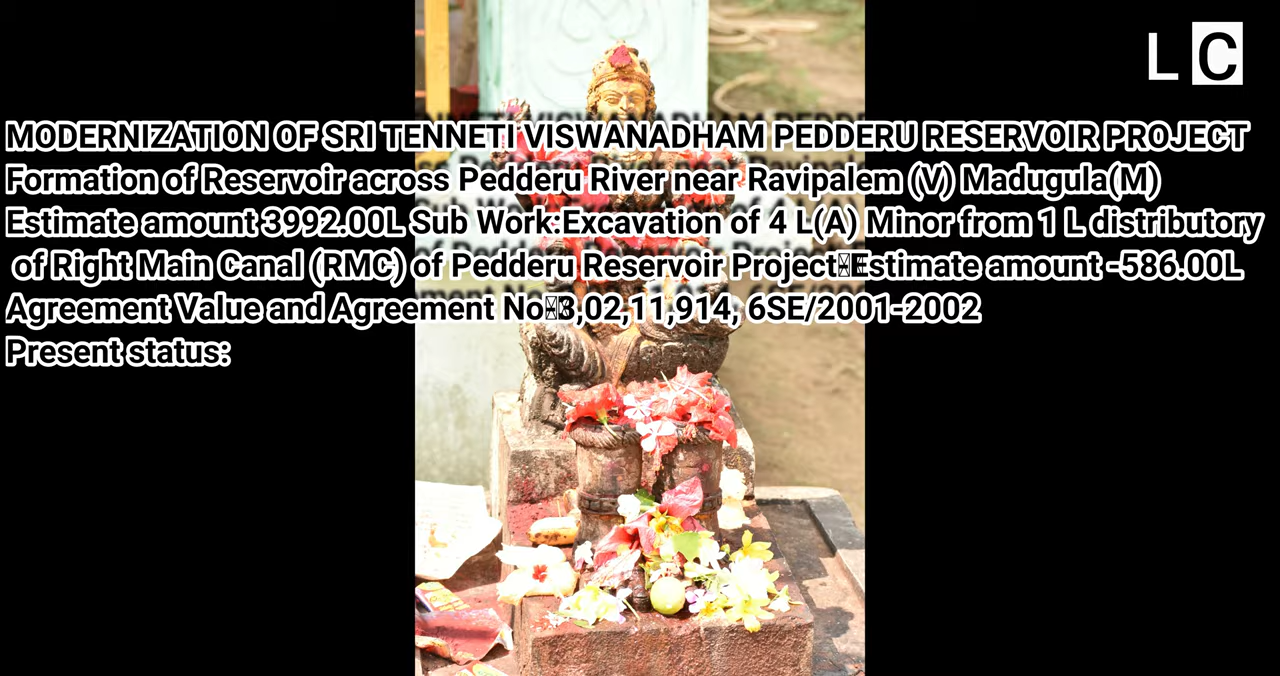 L C
MODERNIZATION OF SRI TENNETI VISWANADHAM PEDDERU RESERVOIR PROJECT
Formation of Reservoir across Pedderu River near Ravipalem (V) Madugula(M)
Estimate amount 3992.00L Sub Work:Excavation of 4 L(A) Minor from 1 L distributory
of Right Main Canal (RMC) of Pedderu Reservoir Project Estimate amount -586.00L
Agreement Value and Agreement No 3,02,11,914, 6SE/2001-2002
Present status: